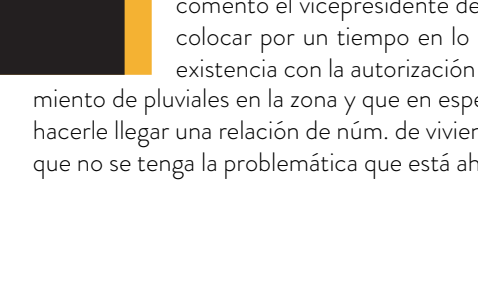 comentó el vicepresidente de
colocar por un tiempo en lo
existencia con la autorización
miento de pluviales en la zona y que en espe
hacerle llegar una relación de núm. de vivien
que no se tenga la problemática que está ah